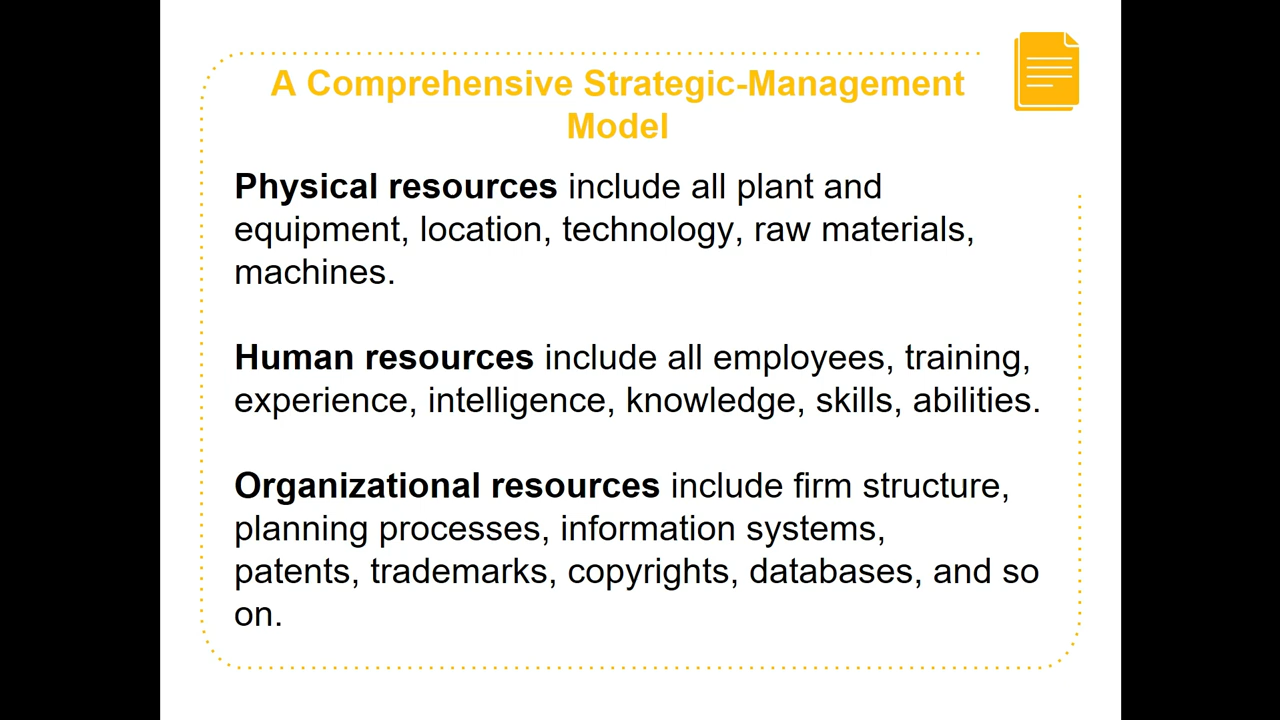 A Comprehensive Strategic-Management
Model
Physical resources include all plant and
equipment, location, technology, raw materials,
machines.
Human resources include all employees, training,
experience, intelligence, knowledge, skills, abilities.
Organizational resources include firm structure,
planning processes, information systems,
patents, trademarks, copyrights, databases, and so
on.